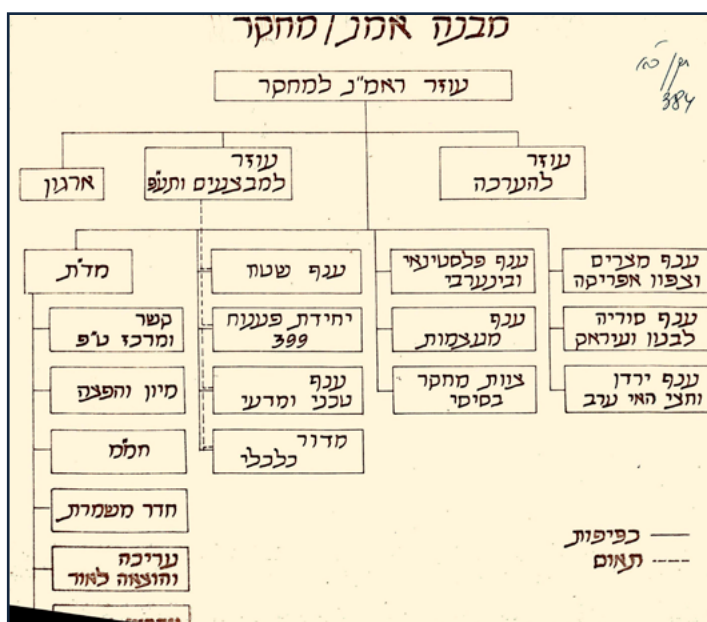 מבנה אמנ/מחקר
384
עוזר ראמ"נ למחקר
עוזר
להערכה
עוזר
למבצעים ותע"פ
ארגון
ענף מצרים
וצפון אפריקה
ענף סוריה
לבנון ועיראק
ענף ירדן
וחצי האי ערב
ענף פלסטינאי
ובינערבי
ענף
מעצמות
צוות מחקר
בסיסי
ענף שטח
יחידת פענוח
399
ענף
טכני ומדעי
מדור
כלכלי
מד"ת
קשר
ומרכז ט"פ
מיון והפצה
חמ"מ
חדר משמרת
עריכה
והוצאה לאור
כפיפות
תאום